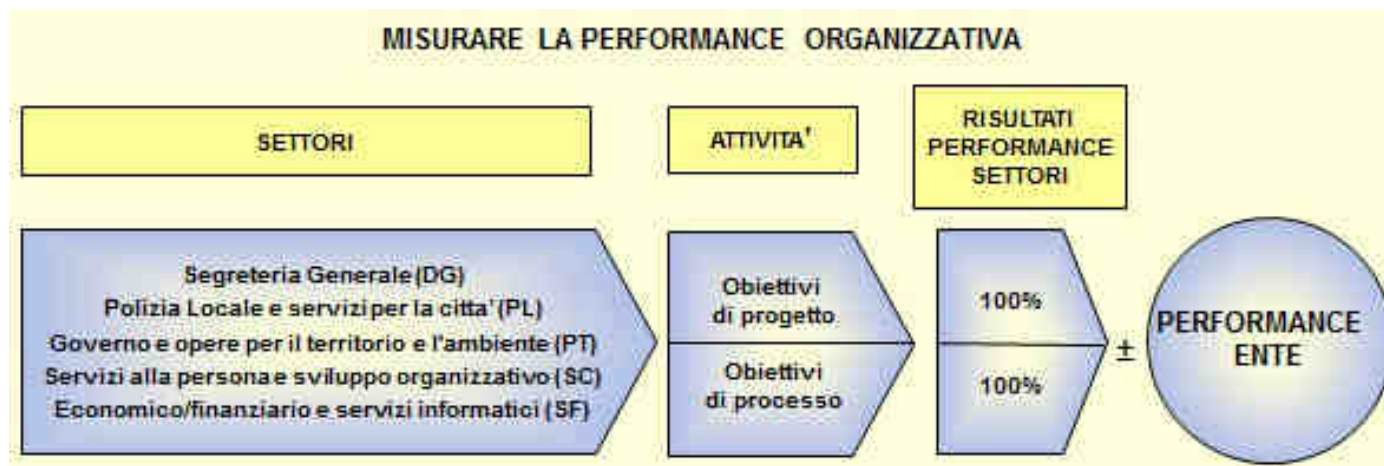 MISURARE LA PERFORMANCE ORGANIZZATIVA
SETTORI
ATTIVITA'
RISULTATI
PERFORMANCE
SETTORI
Segreteria Generale (DG)
Polizia Locale e servizi per la citta' (PL)
Governo e opere per il territorio e l'ambiente (PT)
Servizi alla persona e sviluppo organizzativo (SC)
Economico/finanziario e servizi informatici (SF)
Obiettivi
di progetto
Obiettivi
di processo
100%
100%
±
PERFORMANCE
ENTE